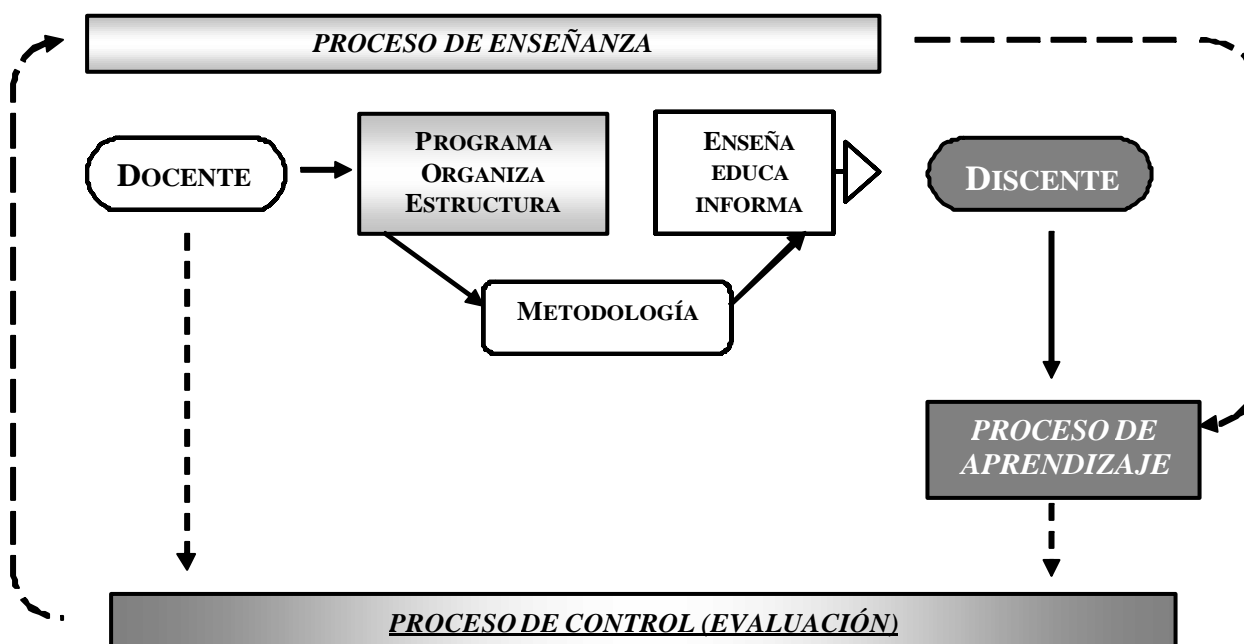 PROCESO DE ENSEÑANZA
DOCENTE
PROGRAMA
ORGANIZA
ESTRUCTURA
ENSEÑA
EDUCA
INFORMA
DISCENTE
METODOLOGÍA
PROCESO DE
APRENDIZAJE
PROCESO DE CONTROL (EVALUACIÓN)